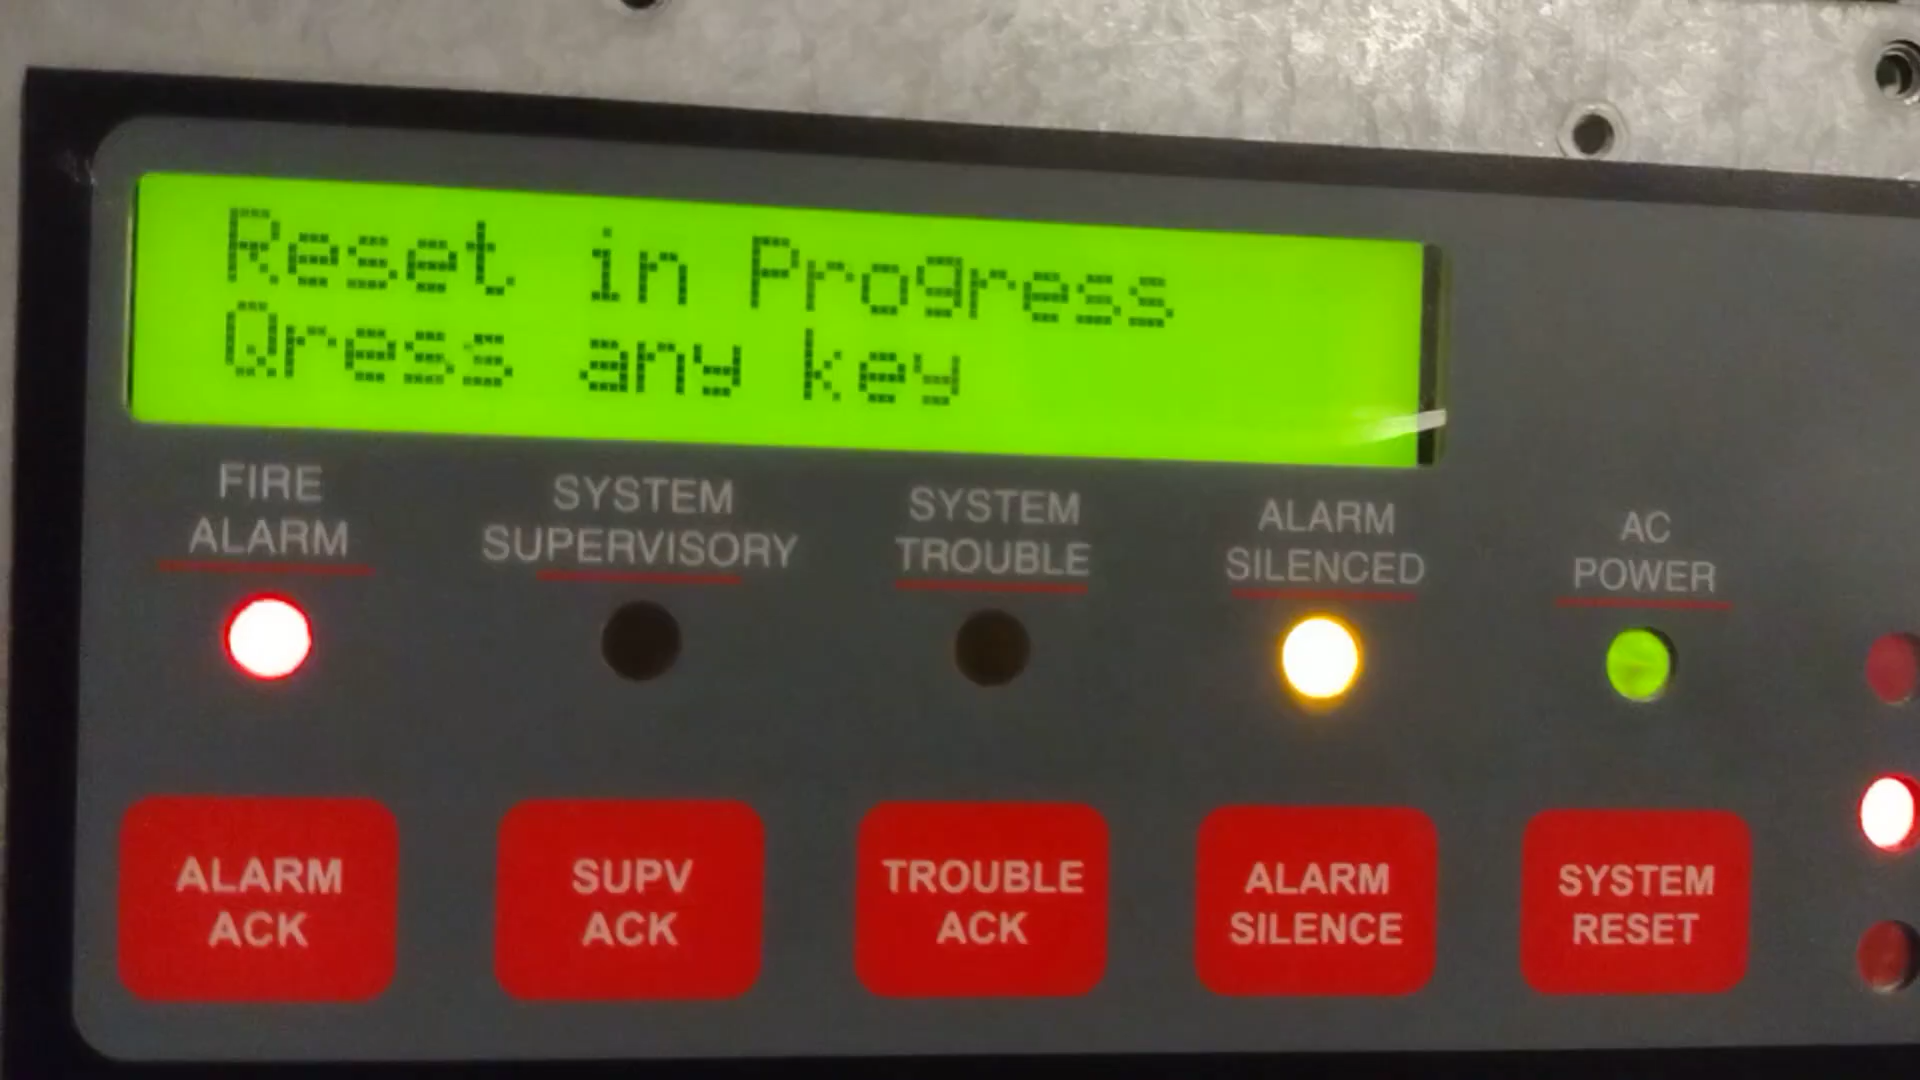 Reset in Progress
Qress any key
FIRE
ALARM
SYSTEM
SUPERVISORY
SYSTEM
TROUBLE
ALARM
SILENCED
AC
POWER
ALARM
ACK
SUPV
ACK
TROUBLE
ACK
ALARM
SILENCE
SYSTEM
RESET